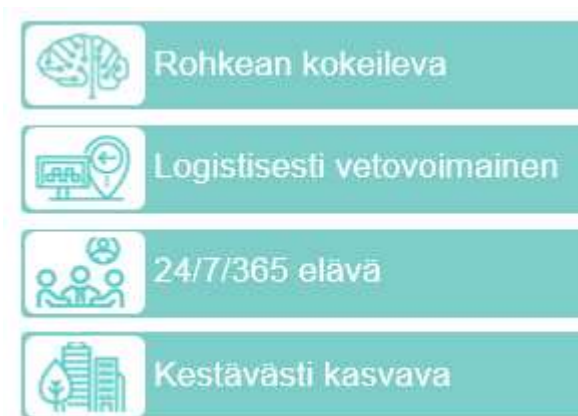 Rohkean kokeileva
Logistisesti vetovoimainen
24/7/365 elävä
Kestävästi kasvava